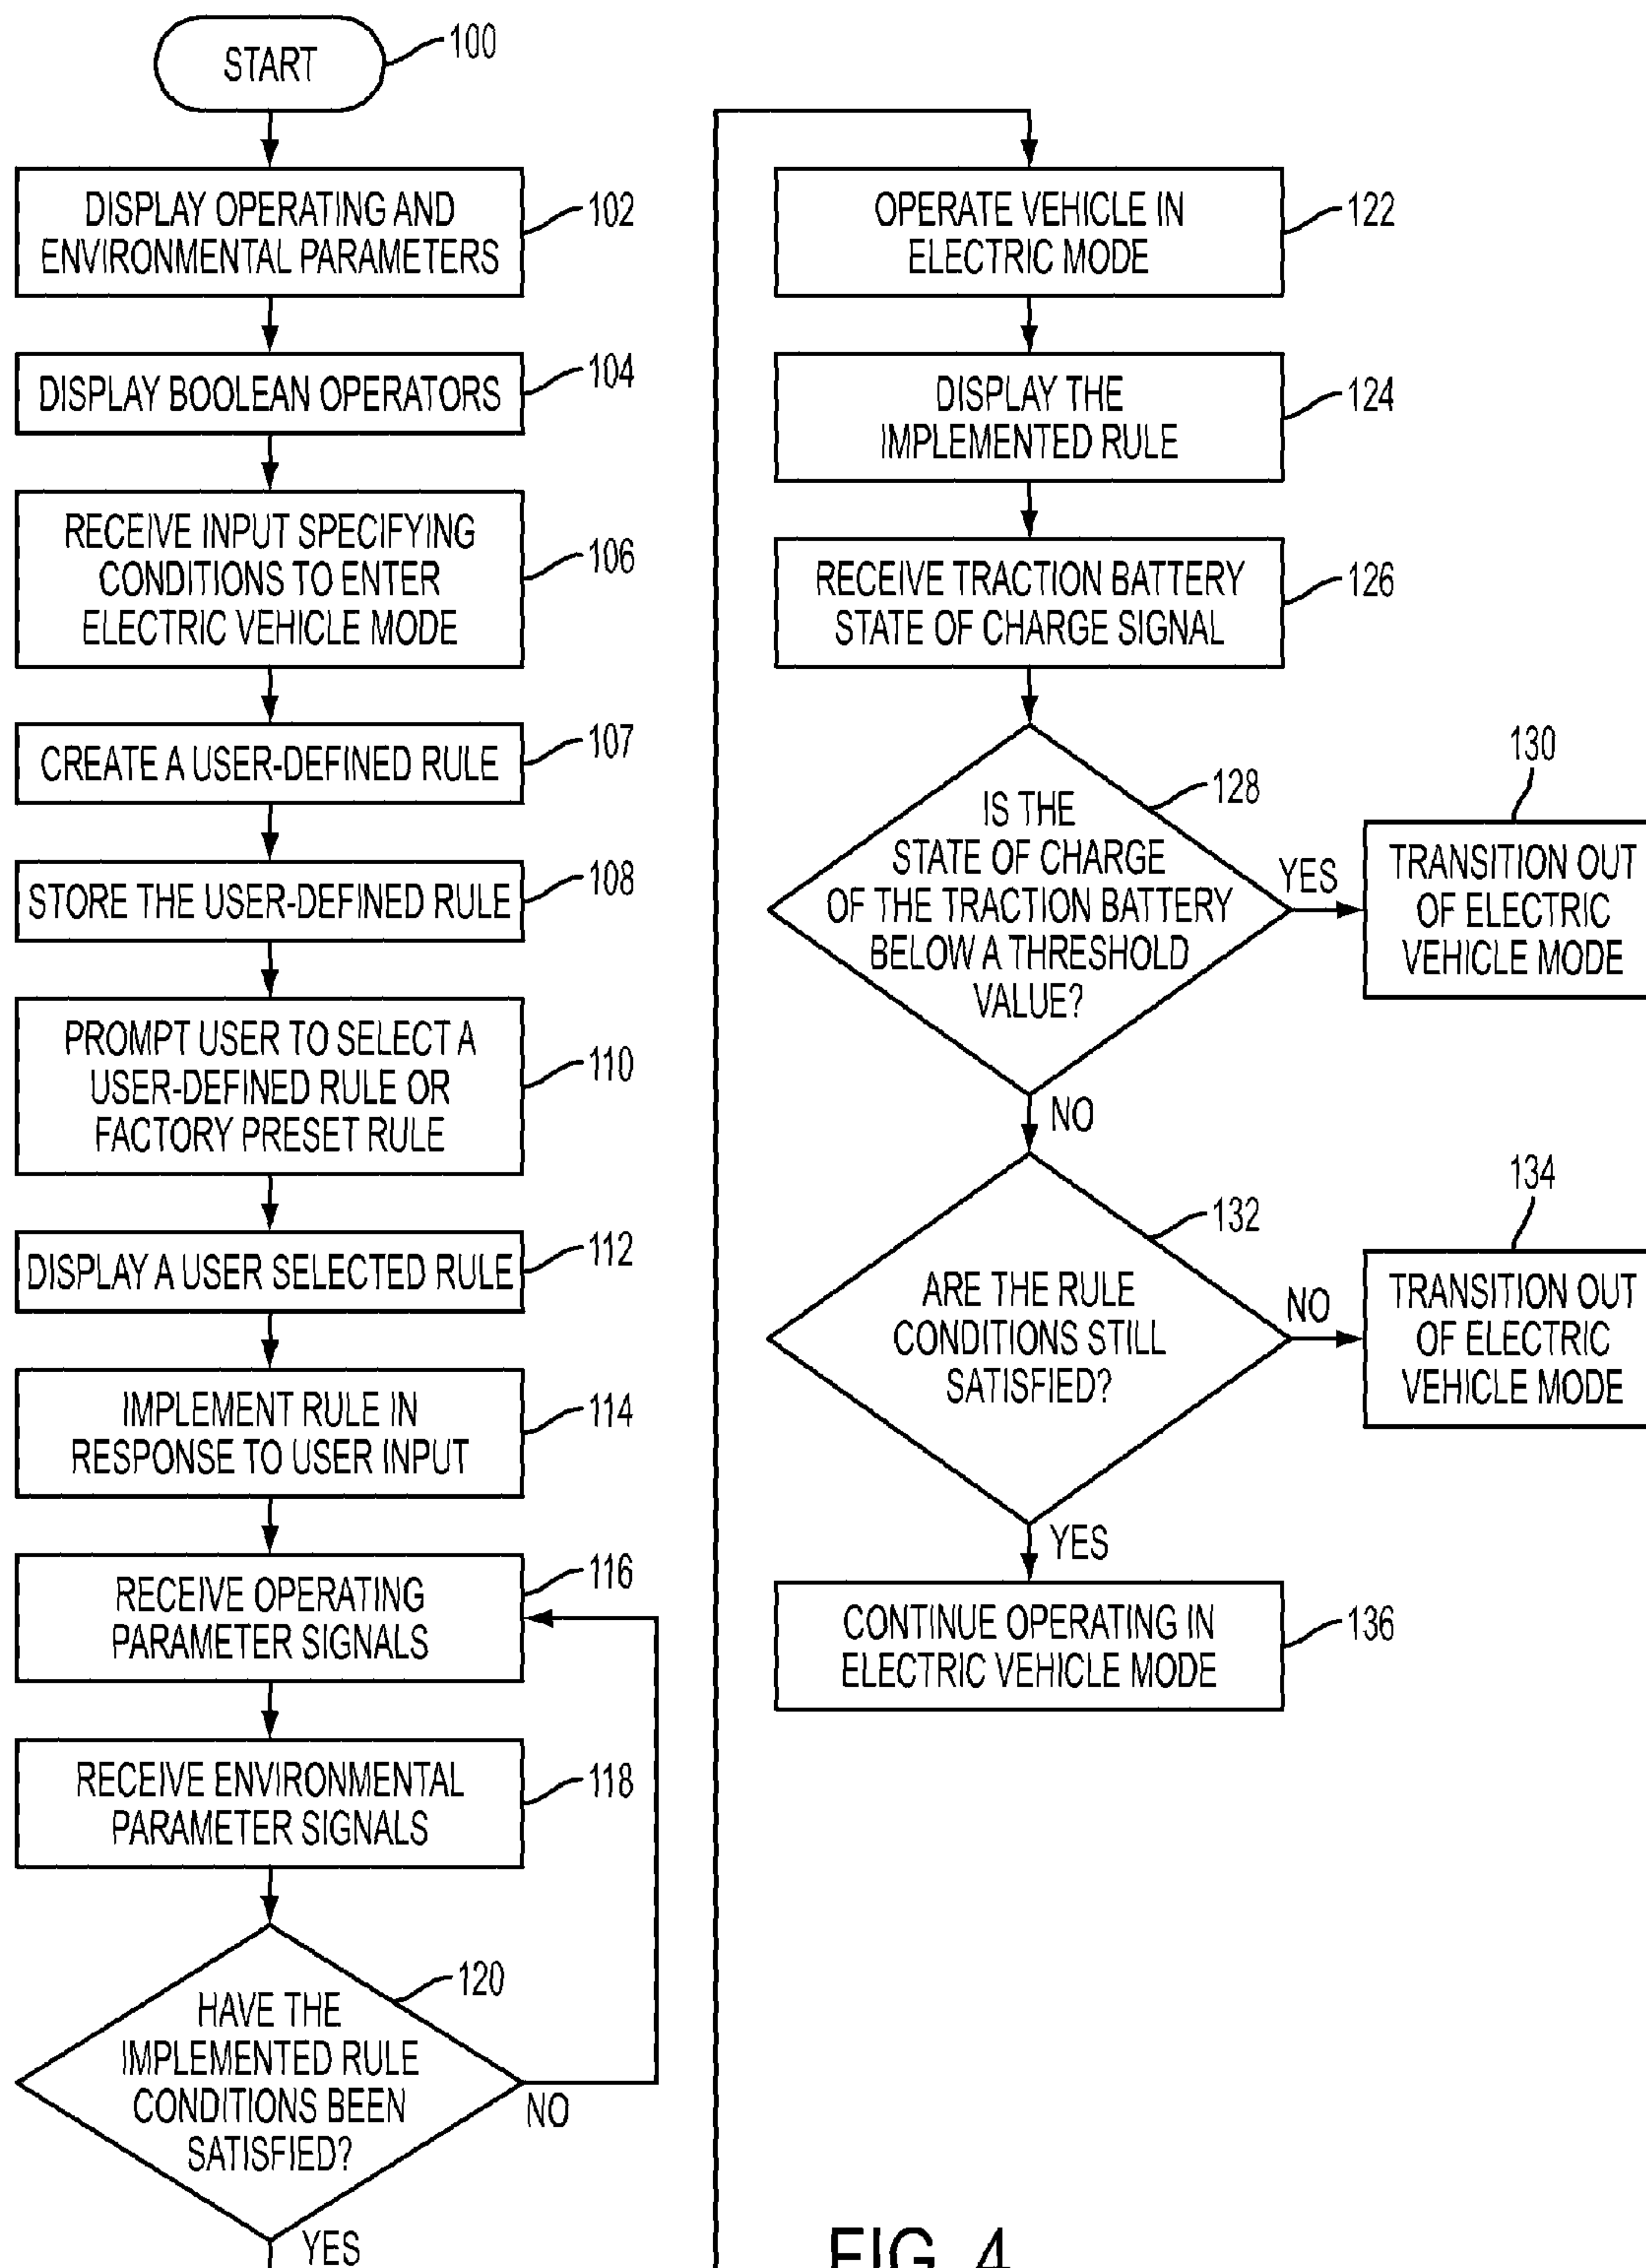 START
100
DISPLAY OPERATING AND
ENVIRONMENTAL PARAMETERS
102
DISPLAY BOOLEAN OPERATORS
104
RECEIVE INPUT SPECIFYING
CONDITIONS TO ENTER
ELECTRIC VEHICLE MODE
106
CREATE A USER-DEFINED RULE
107
STORE THE USER-DEFINED RULE
108
PROMPT USER TO SELECT A
USER-DEFINED RULE OR
FACTORY PRESET RULE
110
DISPLAY A USER SELECTED RULE
112
IMPLEMENT RULE IN
RESPONSE TO USER INPUT
114
RECEIVE OPERATING
PARAMETER SIGNALS
116
RECEIVE ENVIRONMENTAL
PARAMETER SIGNALS
118
HAVE THE
IMPLEMENTED RULE
CONDITIONS BEEN
SATISFIED?
120
NO
YES
OPERATE VEHICLE IN
ELECTRIC MODE
122
DISPLAY THE
IMPLEMENTED RULE
124
RECEIVE TRACTION BATTERY
STATE OF CHARGE SIGNAL
126
IS THE
STATE OF CHARGE
OF THE TRACTION BATTERY
BELOW A THRESHOLD
VALUE?
128
YES
130
TRANSITION OUT
OF ELECTRIC
VEHICLE MODE
NO
ARE THE RULE
CONDITIONS STILL
SATISFIED?
132
NO
134
TRANSITION OUT
OF ELECTRIC
VEHICLE MODE
YES
CONTINUE OPERATING IN
ELECTRIC VEHICLE MODE
136
FIG. 4